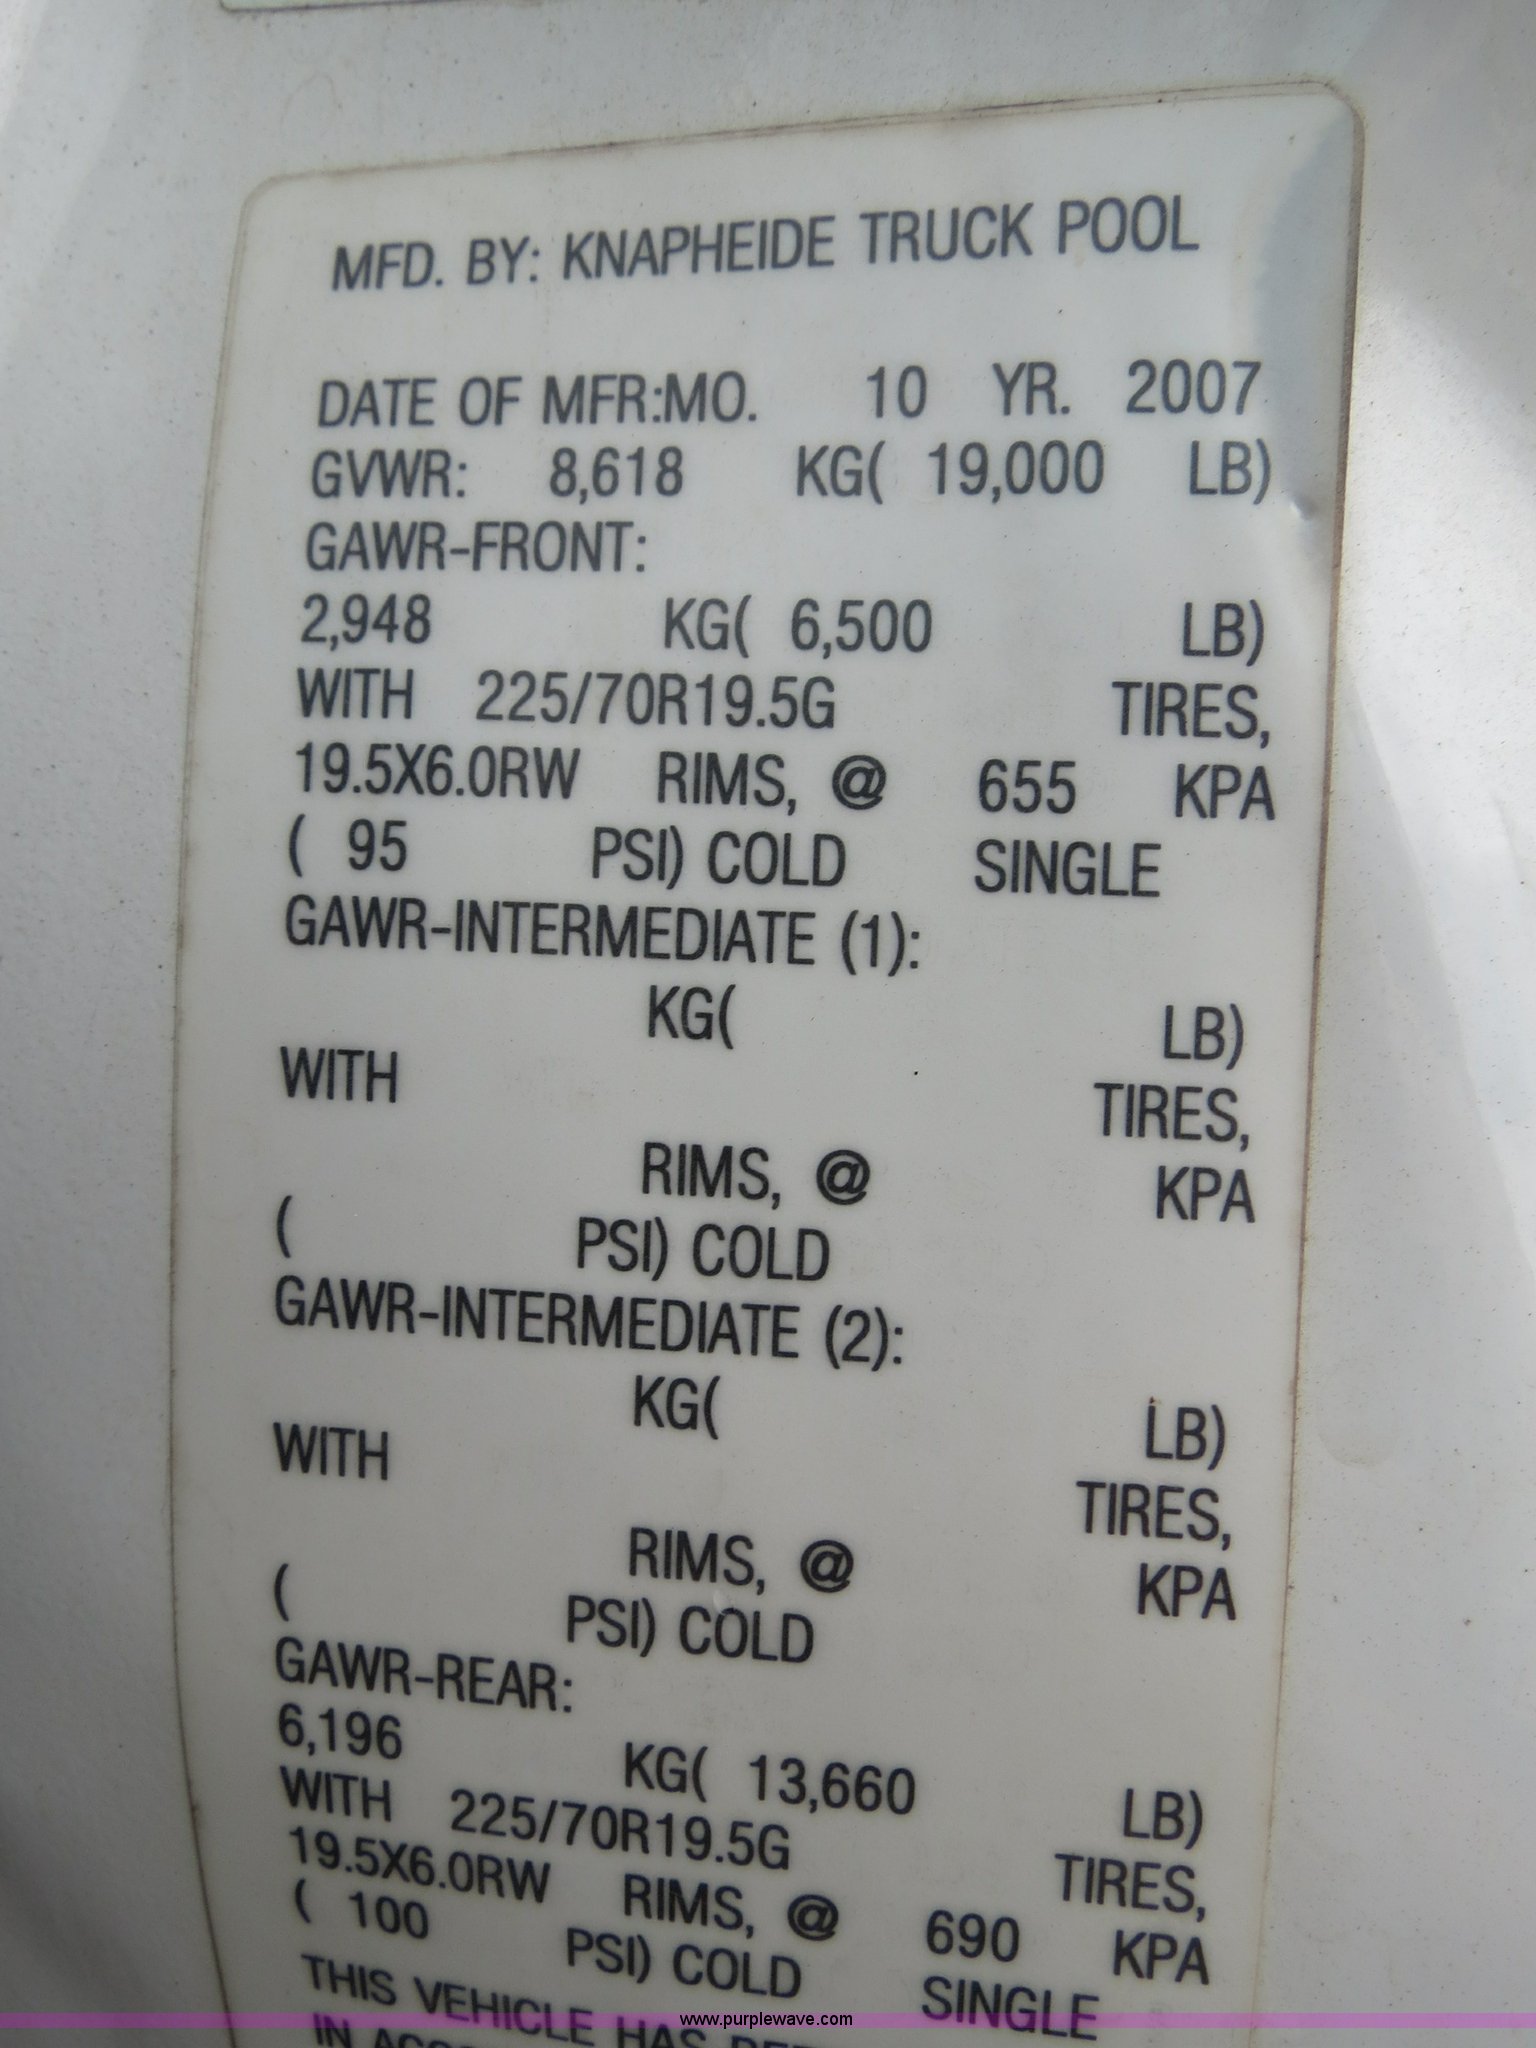 MFD. BY: KNAPHEIDE TRUCK POOL
DATE OF MFR:MO. 10 YR. 2007
GVWR: 8,618 KG( 19,000 LB)
GAWR-FRONT:
2,948 KG( 6,500 LB)
WITH 225/70R19.5G TIRES,
19.5X6.0RW RIMS, @ 655 KPA
( 95 PSI) COLD SINGLE
GAWR-INTERMEDIATE (1):
KG( LB)
WITH TIRES,
RIMS, @ KPA
( PSI) COLD
GAWR-INTERMEDIATE (2):
KG( LB)
WITH TIRES,
RIMS, @ KPA
( PSI) COLD
GAWR-REAR:
6,196 KG( 13,660 LB)
WITH 225/70R19.5G TIRES,
19.5X6.0RW RIMS, @ 690 KPA
( 100 PSI) COLD SINGLE
THIS VEHICLE HAS
IN
www.purplewave.com